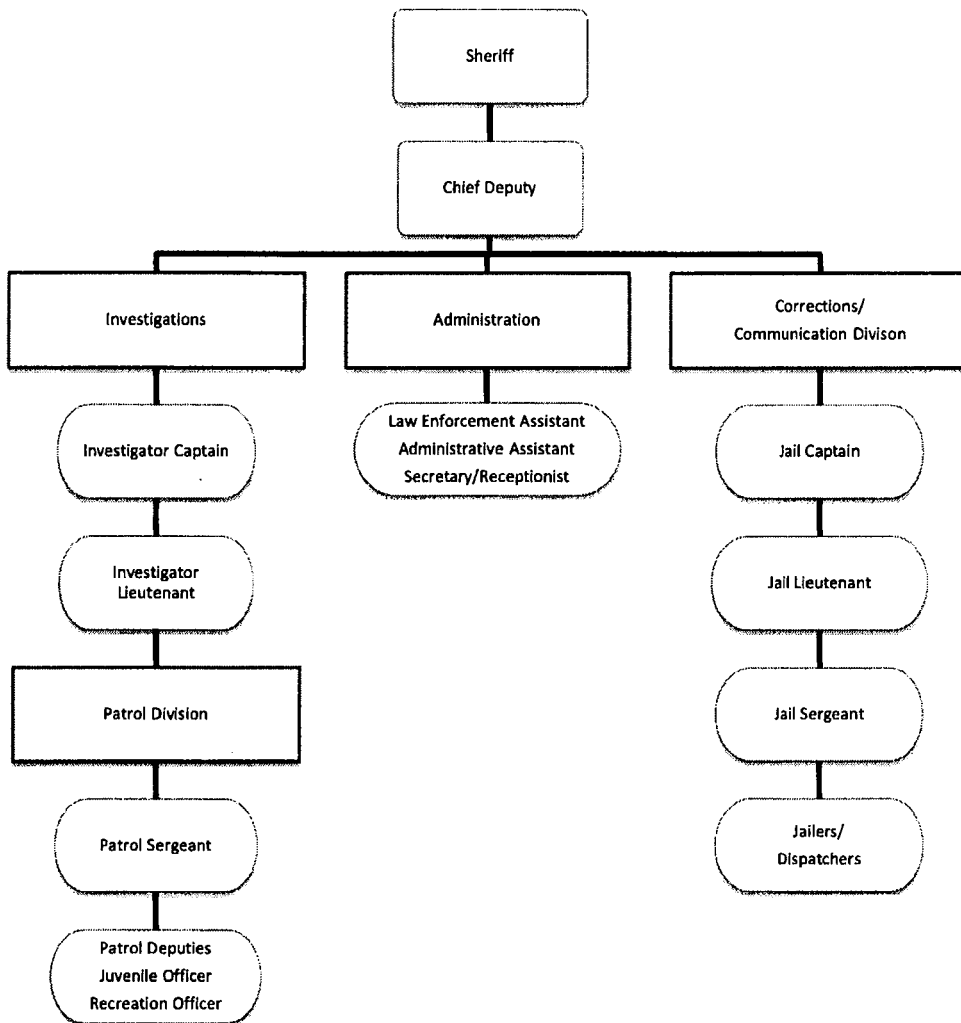 Sheriff
Chief Deputy
Investigations
Administration
Corrections/
Communication Divison
Investigator Captain
Law Enforcement Assistant
Administrative Assistant
Secretary/Receptionist
Jail Captain
Investigator
Lieutenant
Jail Lieutenant
Patrol Division
Jail Sergeant
Patrol Sergeant
Jailers/
Dispatchers
Patrol Deputies
Juvenile Officer
Recreation Officer